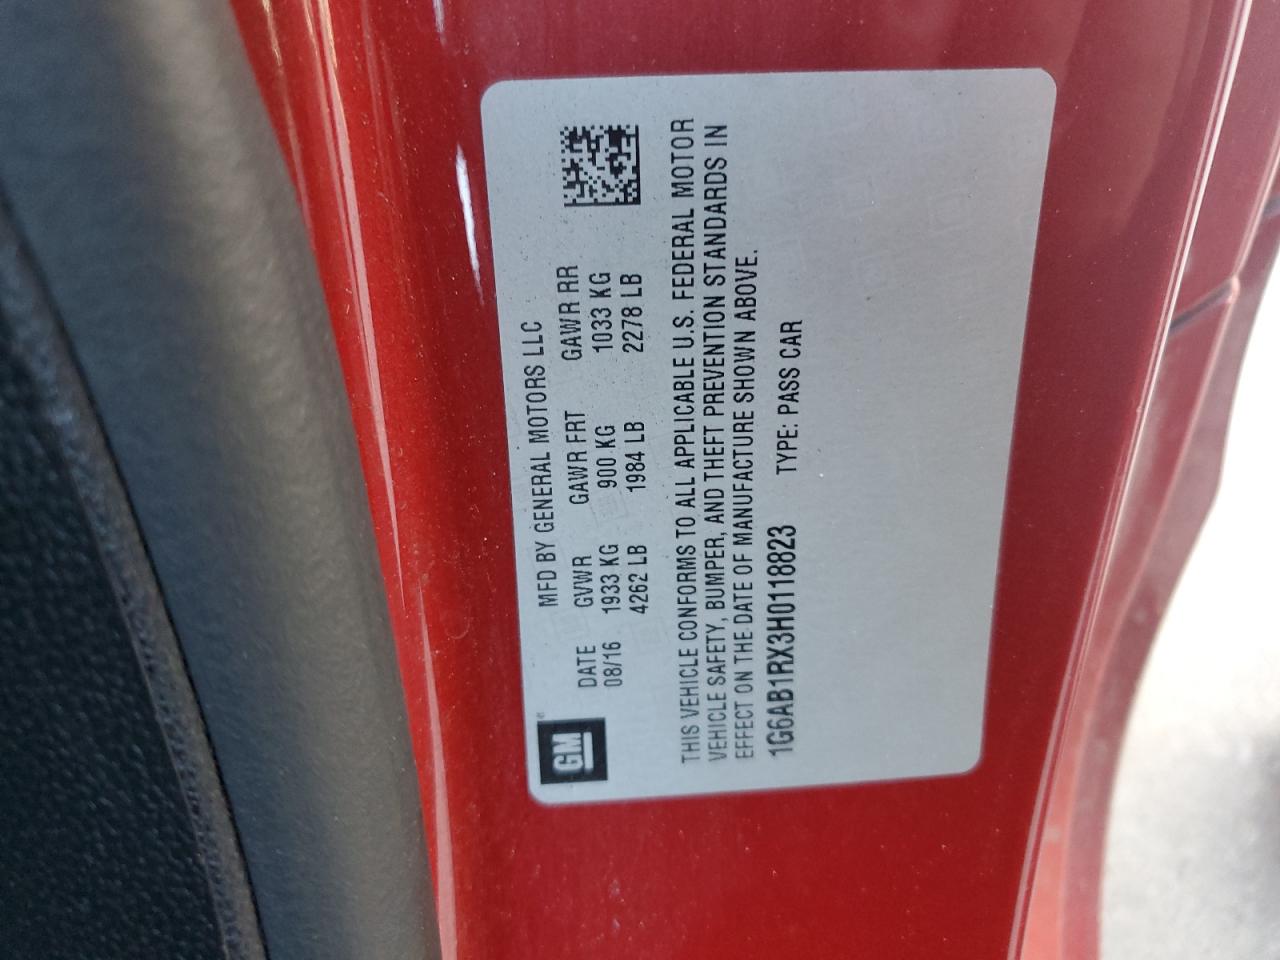 GM
MFD BY GENERAL MOTORS LLC
DATE GVWR GAWR FRT GAWR RR
08/16 1933 KG 900 KG 1033 KG
4262 LB 1984 LB 2278 LB
THIS VEHICLE CONFORMS TO ALL APPLICABLE U.S. FEDERAL MOTOR
VEHICLE SAFETY, BUMPER, AND THEFT PREVENTION STANDARDS IN
EFFECT ON THE DATE OF MANUFACTURE SHOWN ABOVE.
1G6AB1RX3H0118823 TYPE: PASS CAR